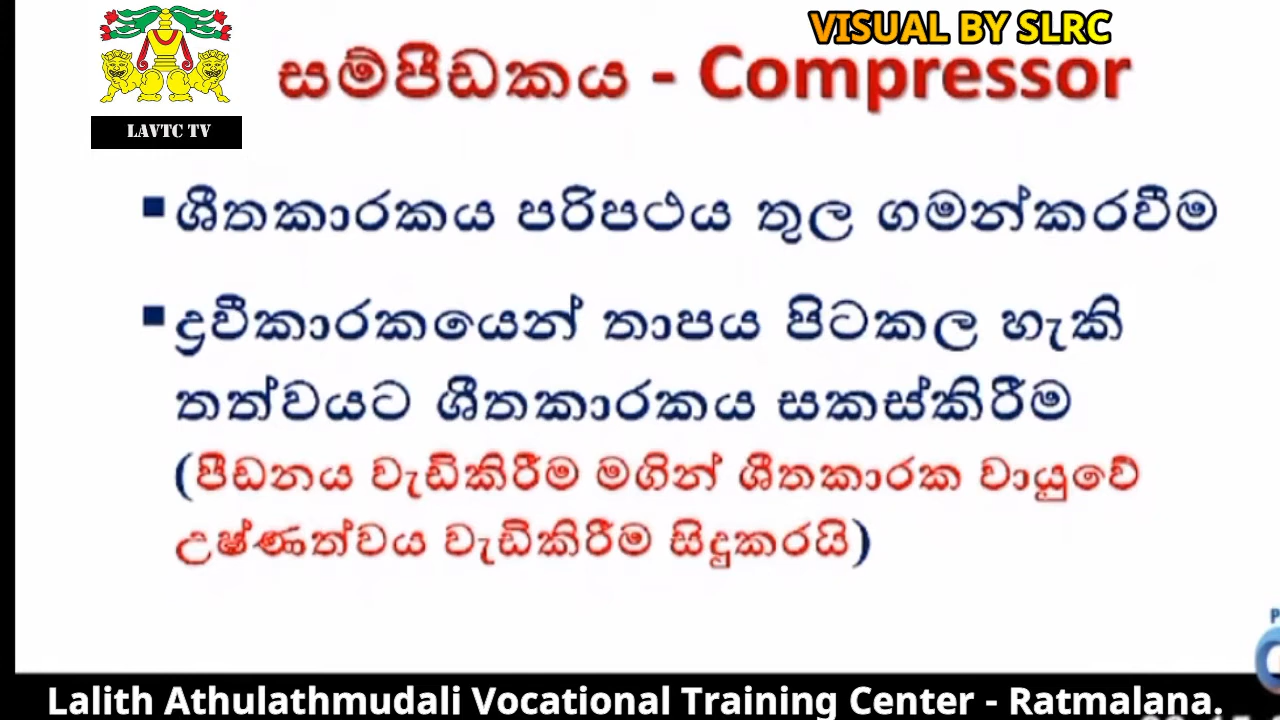 VISUAL BY SLRC
LAVTC TV
සම්පීඩකය - Compressor
ශීතකාරකය පරිපථය තුල ගමන්කරවීම
ද්‍රවීකාරකයෙන් තාපය පිටකල හැකි
තත්වයට ශීතකාරකය සකස්කිරීම
(පීඩනය වැඩිකිරීම මගින් ශීතකාරක වායුවේ
උෂ්ණත්වය වැඩිකිරීම සිදුකරයි)
Lalith Athulathmudali Vocational Training Center - Ratmalana.